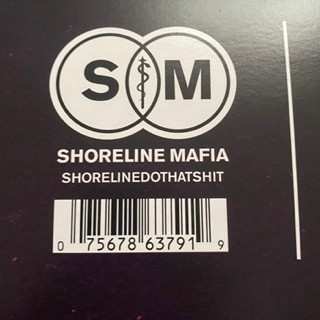 S M
SHORELINE MAFIA
SHORELINEDOTHATSHIT
0 75678 63791 9